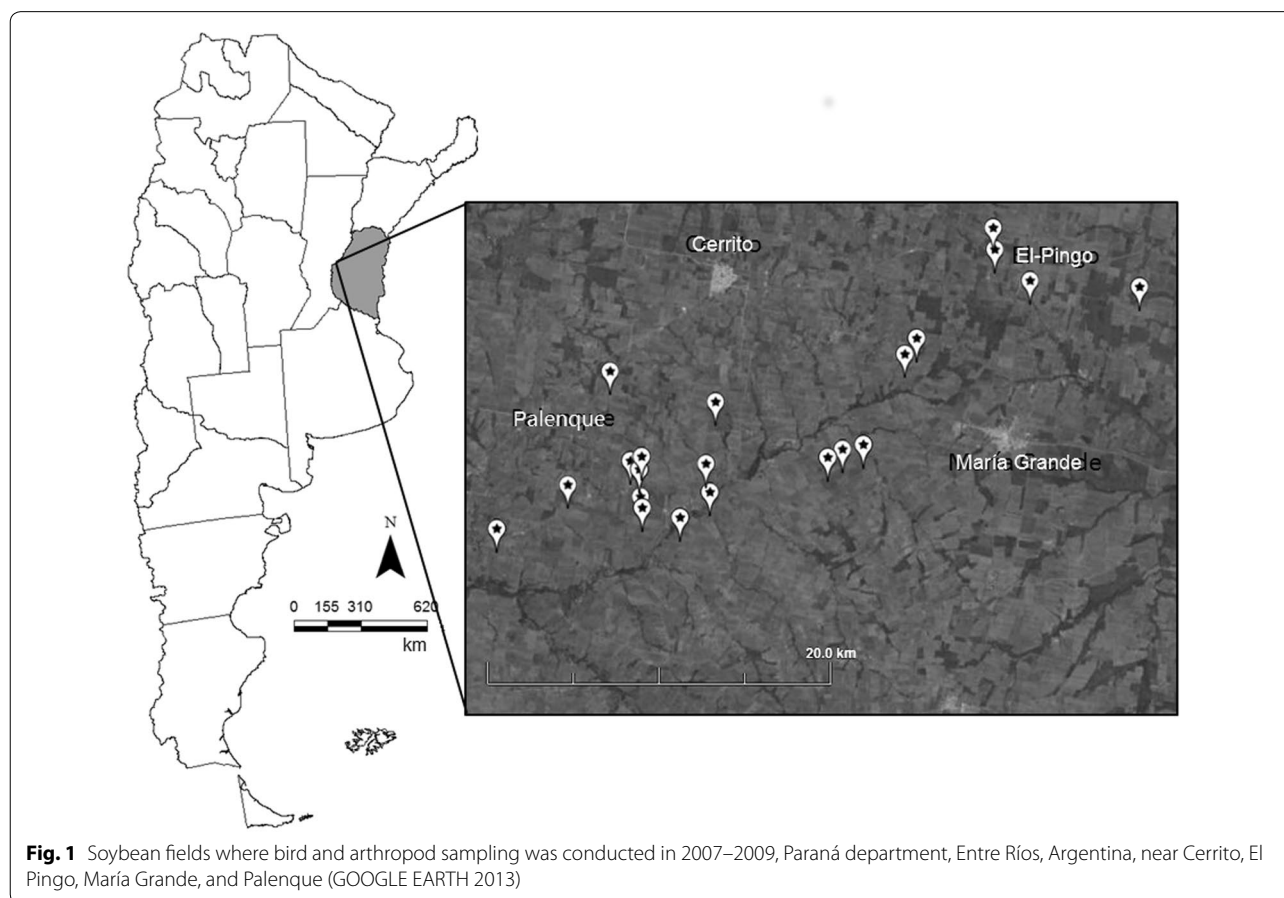 Cerrito
El-Pingo
Palenque
María Grande
N
0 155 310 620
km
20.0 km
Fig. 1 Soybean fields where bird and arthropod sampling was conducted in 2007–2009, Paraná department, Entre Ríos, Argentina, near Cerrito, El
Pingo, María Grande, and Palenque (GOOGLE EARTH 2013)